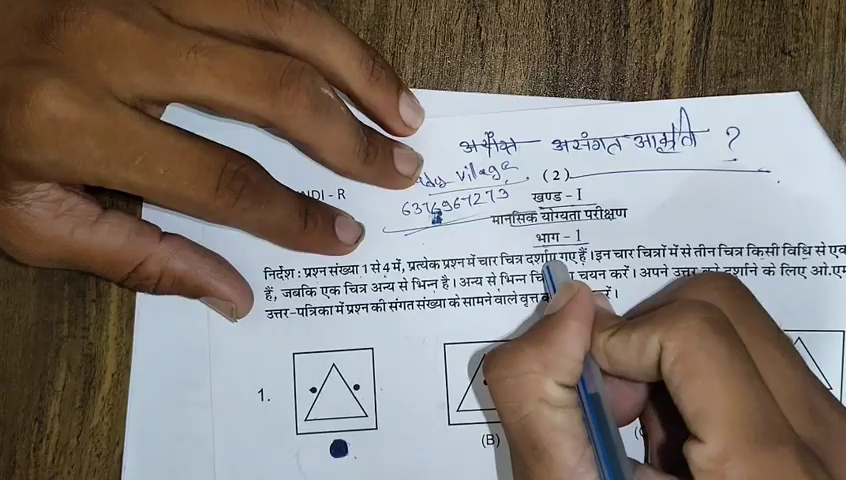 असंगत आकृती ?
village (2)
NDI - R
6376967273 खण्ड - I
मानसिक योग्यता परीक्षण
भाग - 1
निर्देश : प्रश्न संख्या 1 से 4 में, प्रत्येक प्रश्न में चार चित्र दर्शाए गए हैं। इन चार चित्रों में से तीन चित्र किसी विधि से
हैं, जबकि एक चित्र अन्य से भिन्न है। अन्य से भिन्न चयन करें। अपने उत्तर को दर्शाने के लिए ओ.एम
उत्तर-पत्रिका में प्रश्न की संगत संख्या के सामने वाले वृत्त
1.
(B)